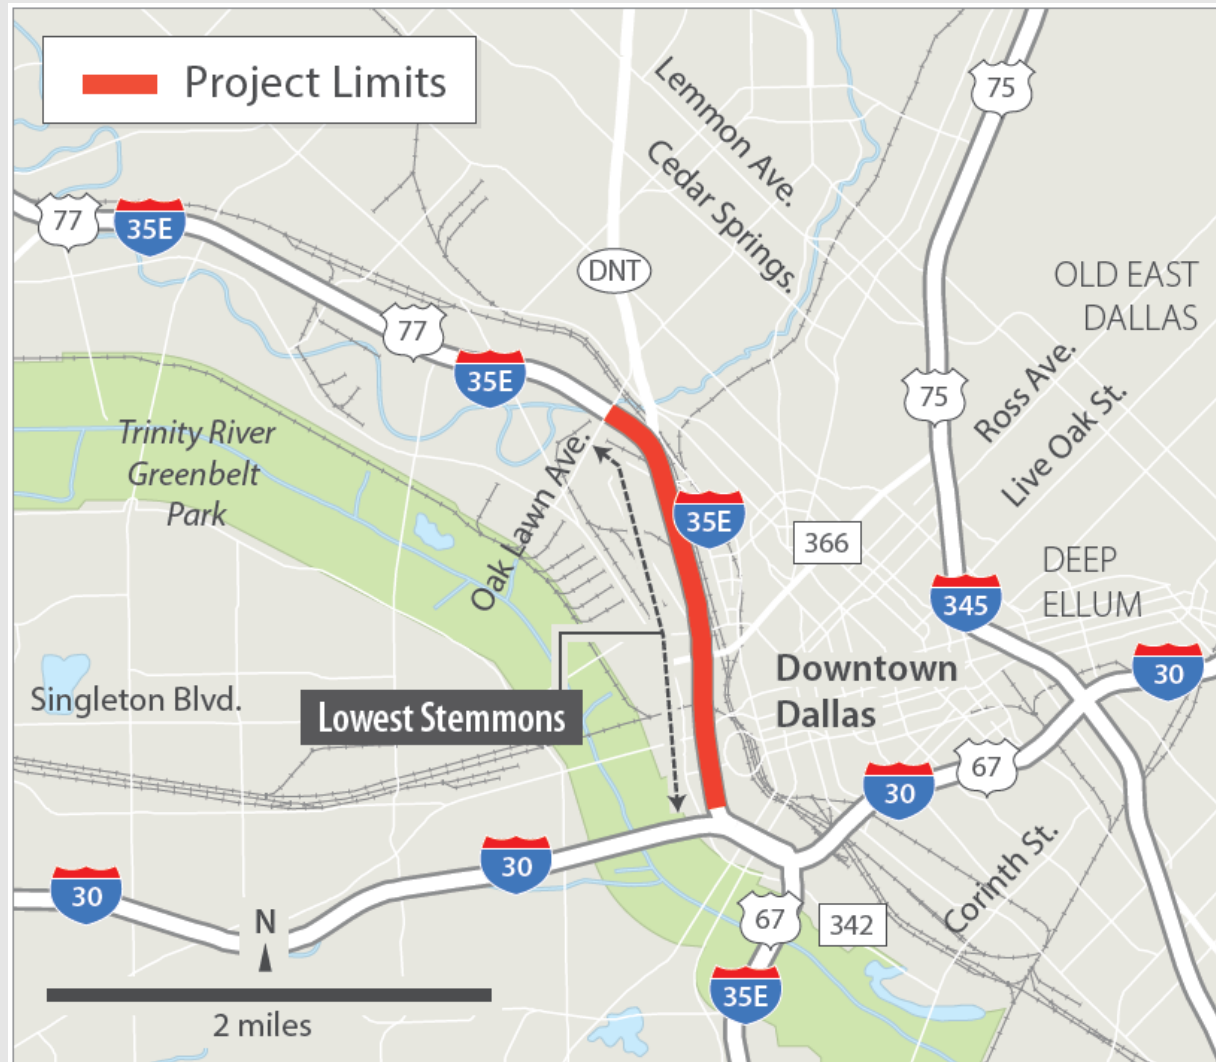 Project Limits
Lemmon Ave.
Cedar Springs.
75
77
35E
DNT
OLD EAST
DALLAS
77
35E
75
Ross Ave.
Live Oak St.
Trinity River
Greenbelt
Park
Oak Lawn Ave.
35E
366
DEEP
ELLUM
345
30
Downtown
Dallas
Singleton Blvd.
Lowest Stemmons
67
30
30
30
Corinth St.
N
67
342
35E
2 miles